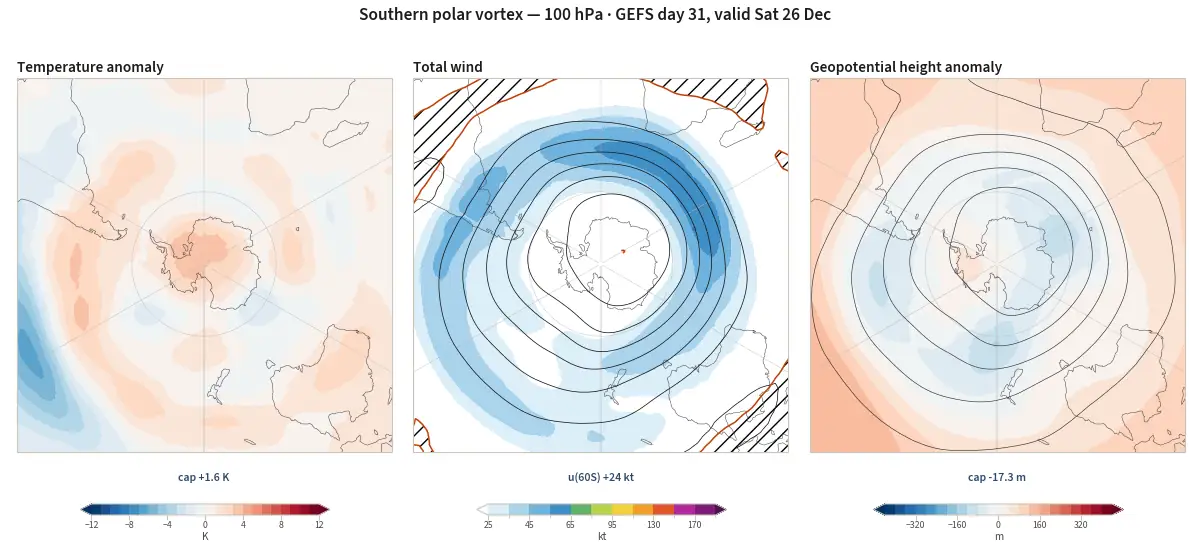 Southern polar vortex — 100 hPa · GEFS day 31, valid Sat 26 Dec
Temperature anomaly
Total wind
Geopotential height anomaly
cap +1.6 K
u(60S) +24 kt
cap -17.3 m
−12 −8 −4 0 4 8 12
K
25 45 65 95 130 170
kt
−320 −160 0 160 320
m